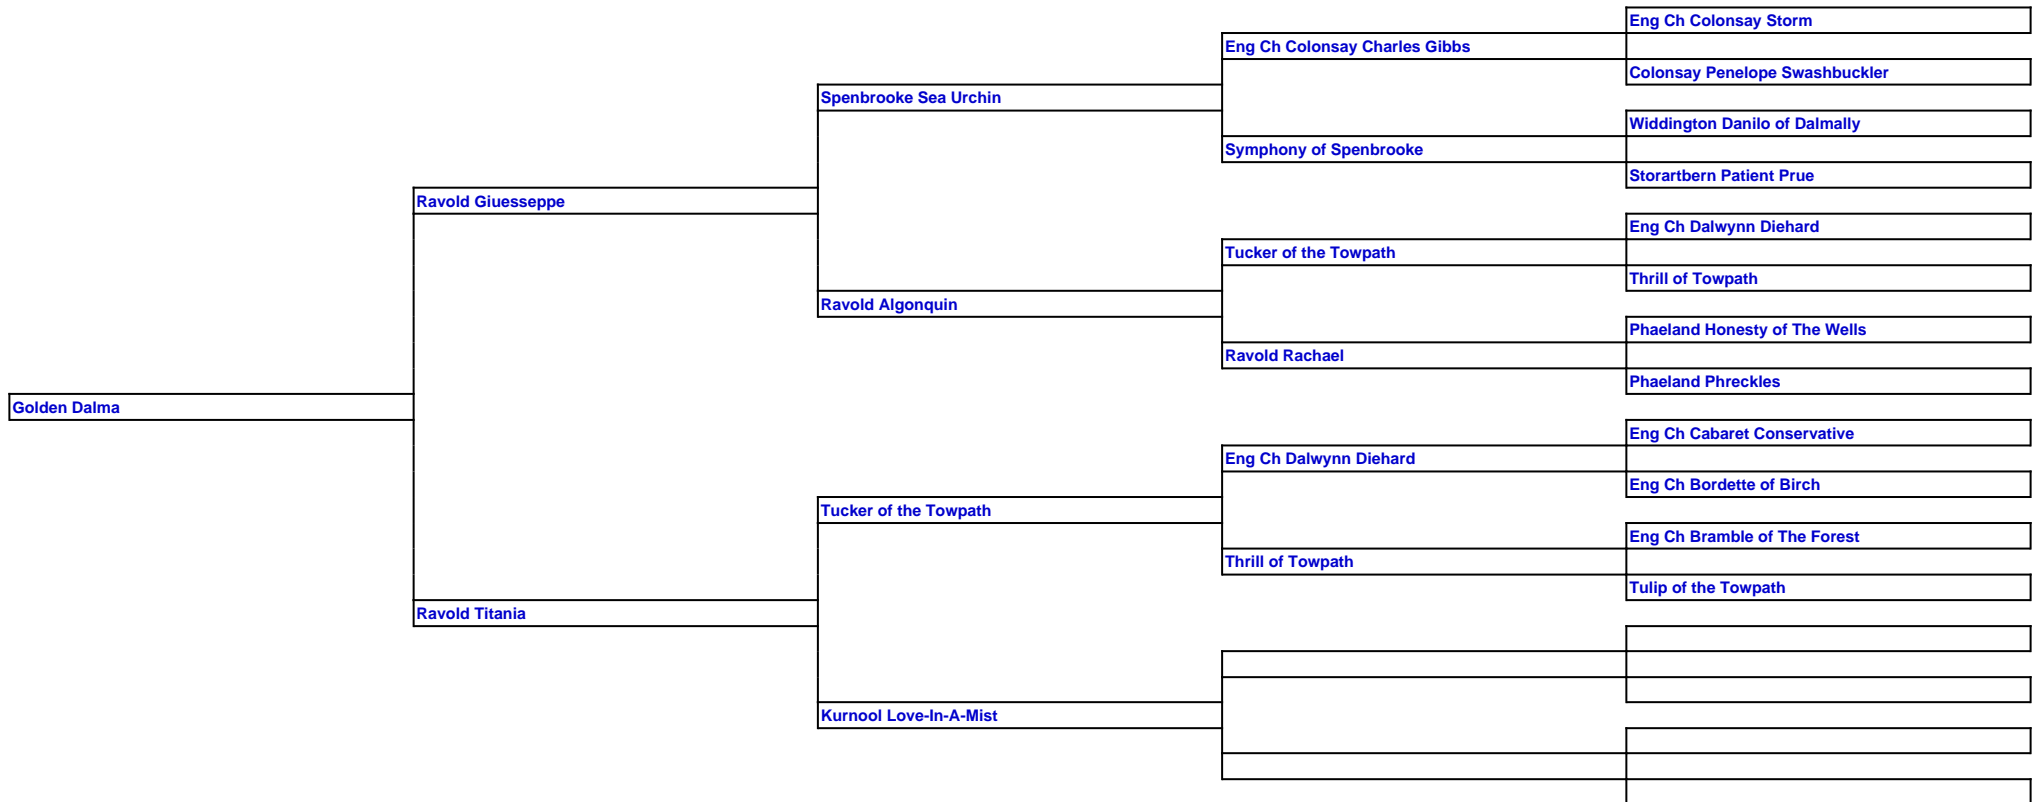 Eng Ch Colonsay Storm
Eng Ch Colonsay Charles Gibbs
Colonsay Penelope Swashbuckler
Spenbrooke Sea Urchin
Widdington Danilo of Dalmally
Symphony of Spenbrooke
Storartbern Patient Prue
Ravold Giuesseppe
Eng Ch Dalwynn Diehard
Tucker of the Towpath
Thrill of Towpath
Ravold Algonquin
Phaeland Honesty of The Wells
Ravold Rachael
Phaeland Phreckles
Golden Dalma
Eng Ch Cabaret Conservative
Eng Ch Dalwynn Diehard
Eng Ch Bordette of Birch
Tucker of the Towpath
Eng Ch Bramble of The Forest
Thrill of Towpath
Tulip of the Towpath
Ravold Titania
Kurnool Love-In-A-Mist